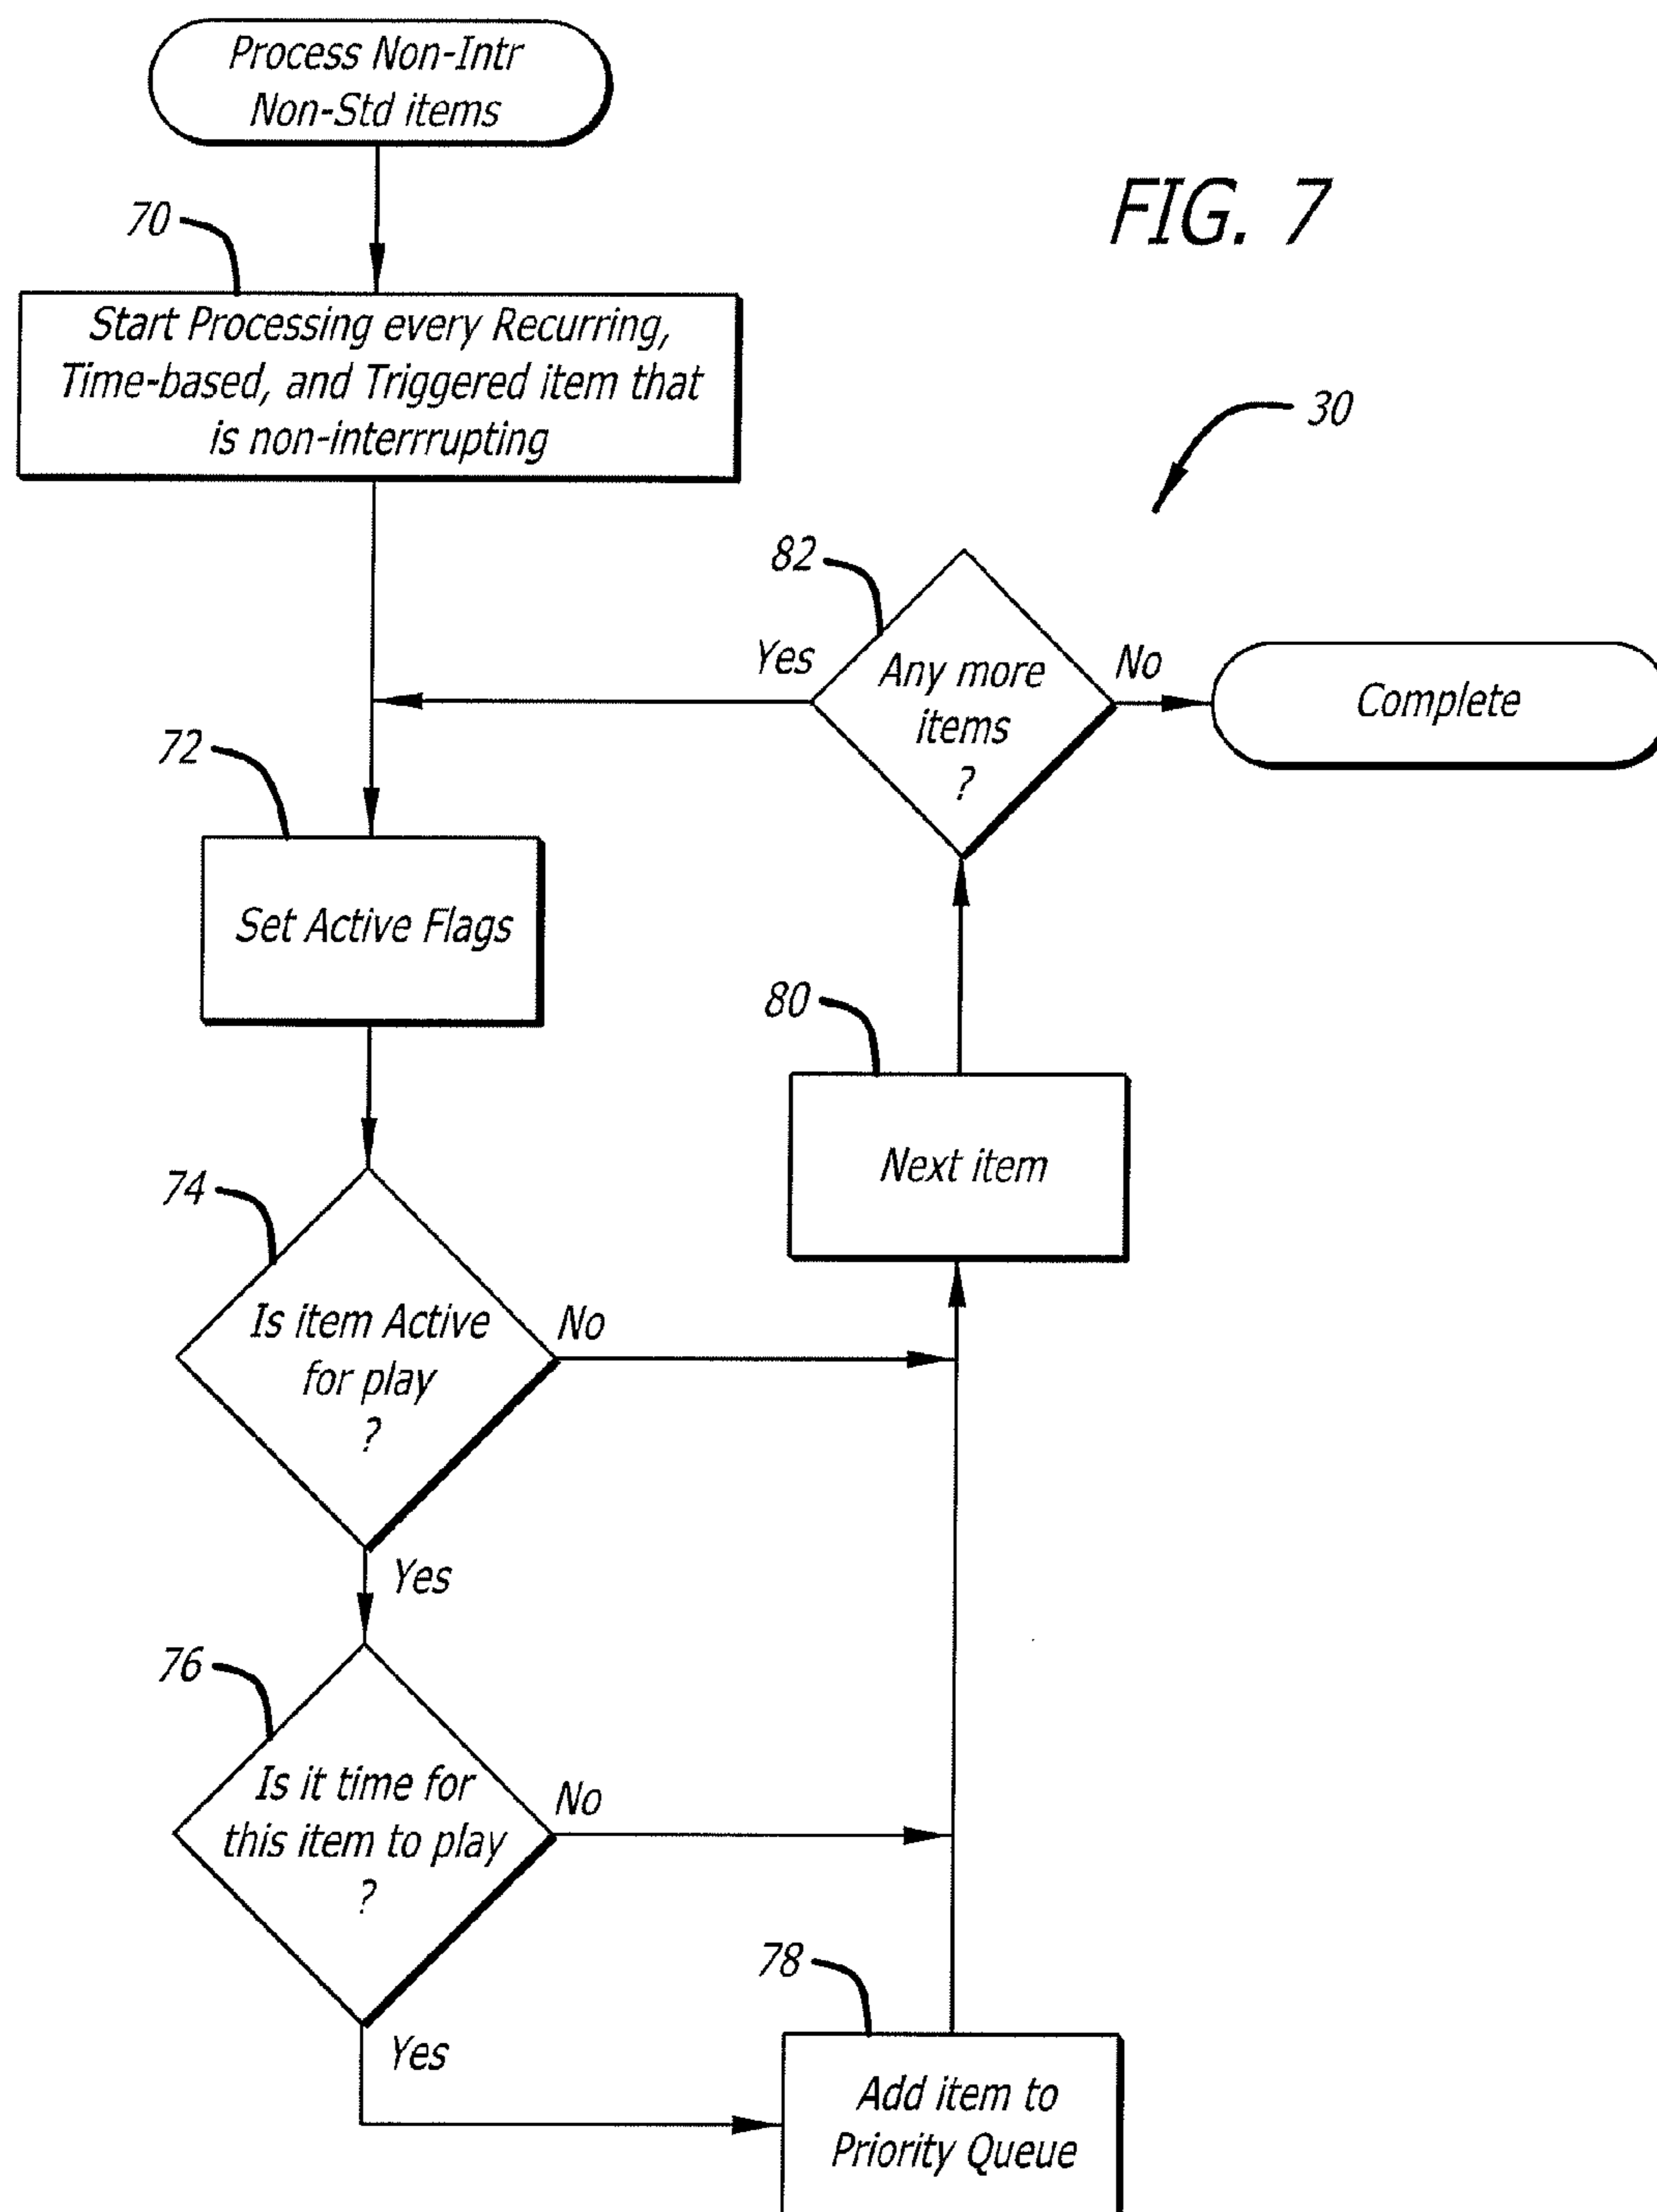 Process Non-Intr
Non-Std items
FIG. 7
70
Start Processing every Recurring,
Time-based, and Triggered item that
is non-interrrupting
30
82
Yes
Any more
items
?
No
Complete
72
Set Active Flags
80
Next item
74
Is item Active
for play
?
No
Yes
76
Is it time for
this item to play
?
No
Yes
78
Add item to
Priority Queue